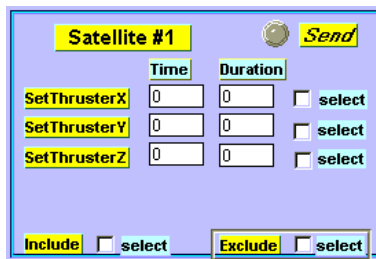 Satellite #1 Send
Time Duration
SetThrusterX 0 0 select
SetThrusterY 0 0 select
SetThrusterZ 0 0 select
Include select Exclude select